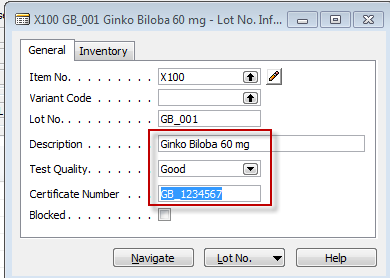 X100 GB_001 Ginko Biloba 60 mg - Lot No. Inf...
General Inventory
Item No. . . . . . . . . . X100
Variant Code . . . . . . .
Lot No. . . . . . . . . . . GB_001
Description . . . . . . . . Ginko Biloba 60 mg
Test Quality. . . . . . . . Good
Certificate Number . . . . GB_1234567
Blocked . . . . . . . . . .
Navigate Lot No. Help